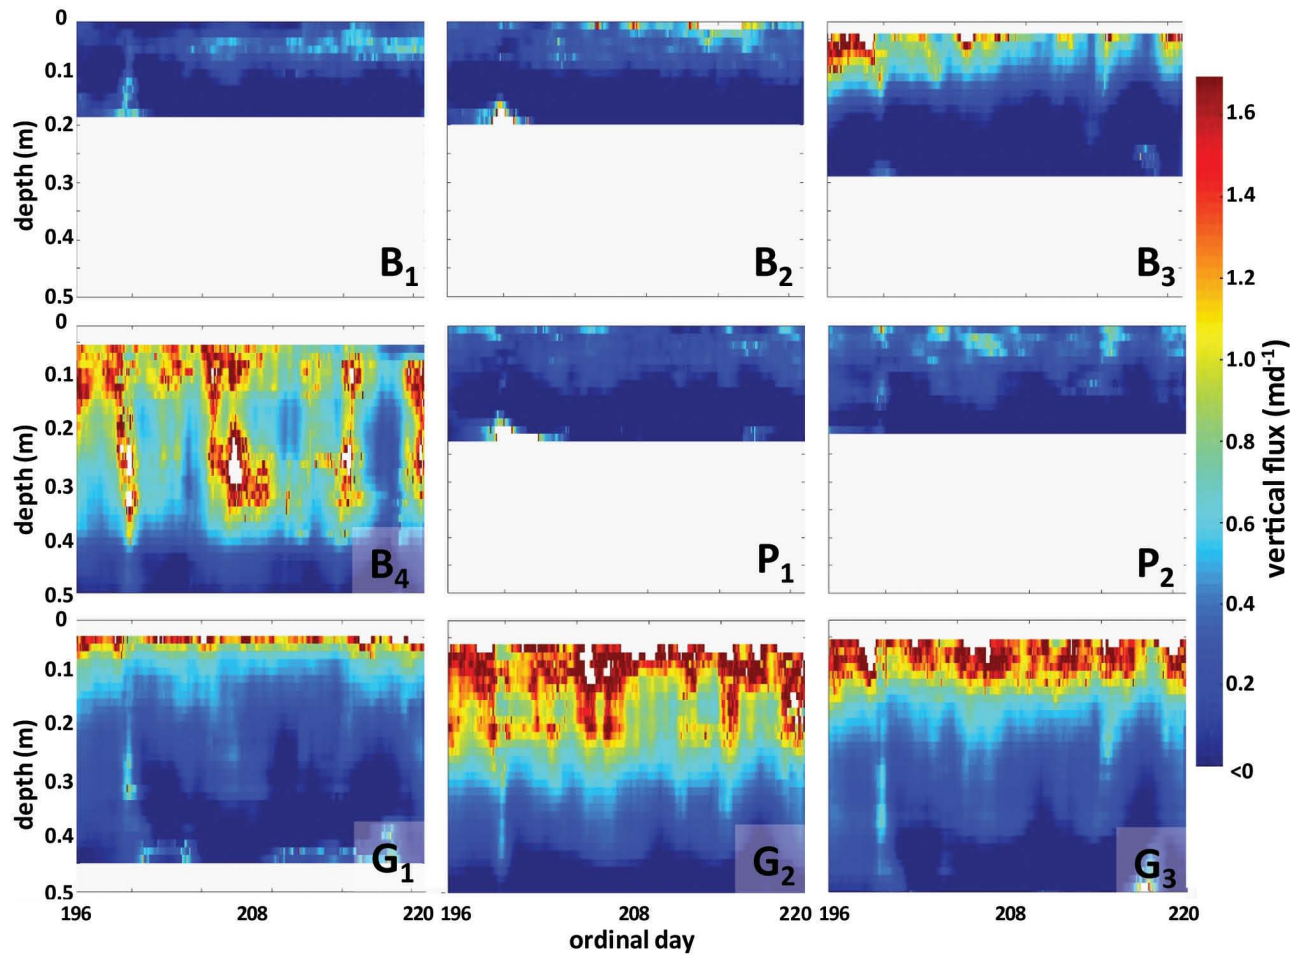 0
0.1
0.2
0.3
0.4
0.5
depth (m)
B1
B2
B3
0
0.1
0.2
0.3
0.4
0.5
depth (m)
B4
P1
P2
0
0.1
0.2
0.3
0.4
0.5
depth (m)
G1
G2
G3
196 208 220 196 208 220 196 208 220
ordinal day
1.6
1.4
1.2
1.0
0.8
0.6
0.4
0.2
<0
vertical flux (md-1)